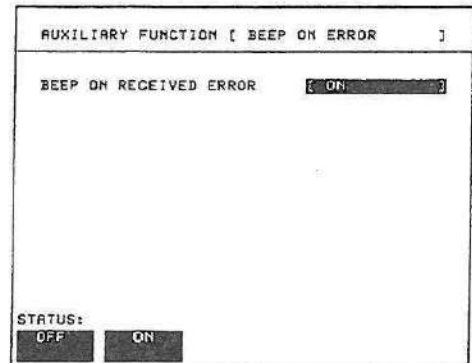 AUXILIARY FUNCTION [ BEEP ON ERROR ]
BEEP ON RECEIVED ERROR [ ON ]
STATUS:
OFF ON